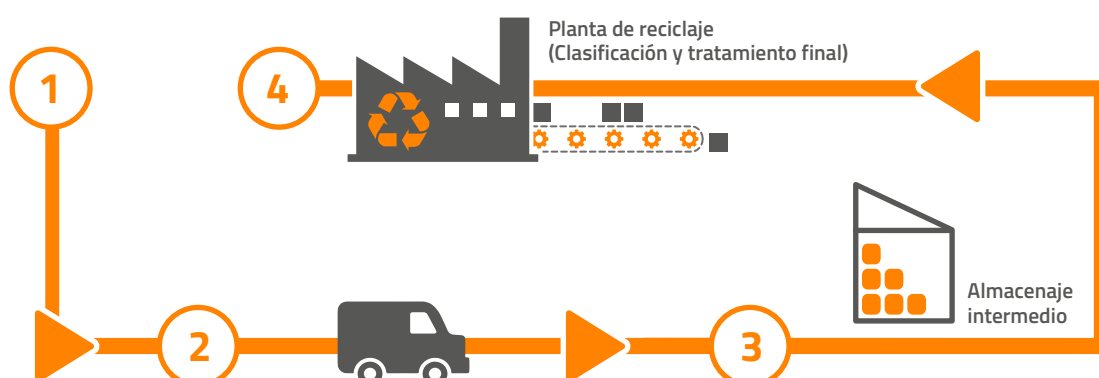 Planta de reciclaje
(Clasificación y tratamiento final)
1
4
Almacenaje
intermedio
2
3